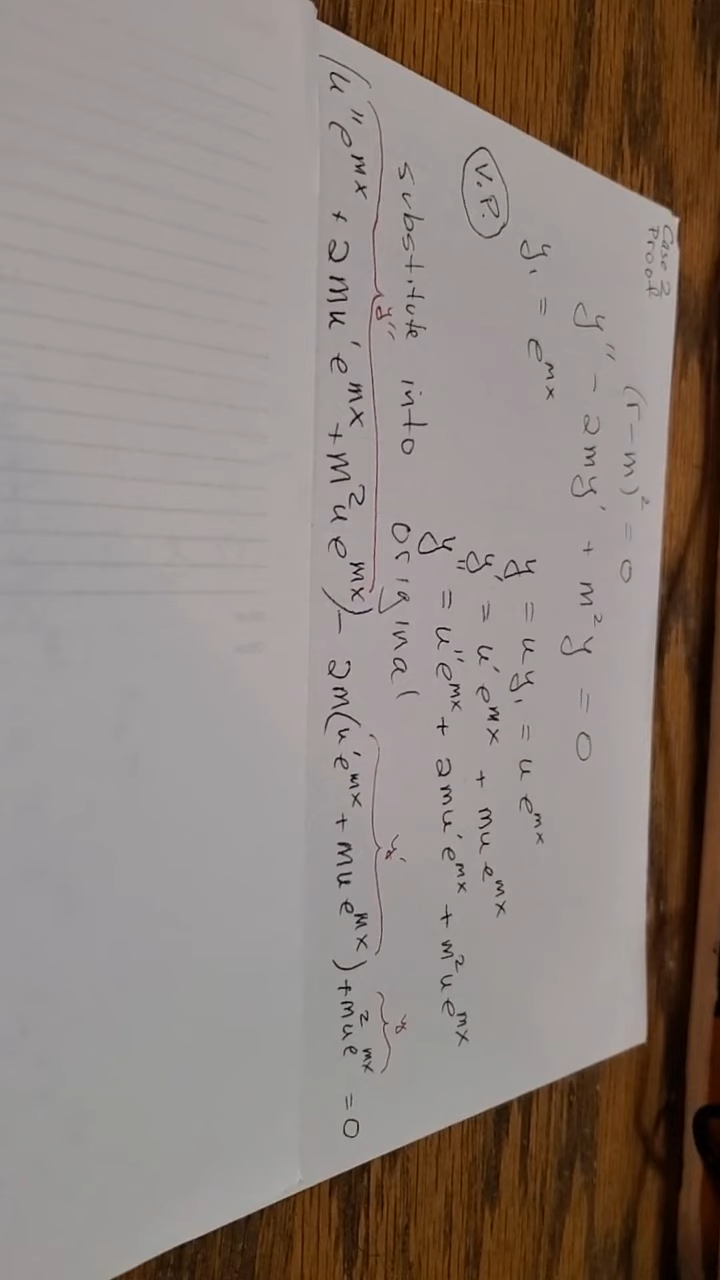 Case 2
Proof
(r - m)² = 0
y'' - 2my' + m²y = 0
y₁ = e^mx
V.P.
y = uy₁ = ue^mx
y' = u'e^mx + mue^mx
y'' = u''e^mx + 2mu'e^mx + m²ue^mx
substitute into original
y'' y' y
(u''e^mx + 2mu'e^mx + m²ue^mx) - 2m(u'e^mx + mue^mx) + m²ue^mx = 0